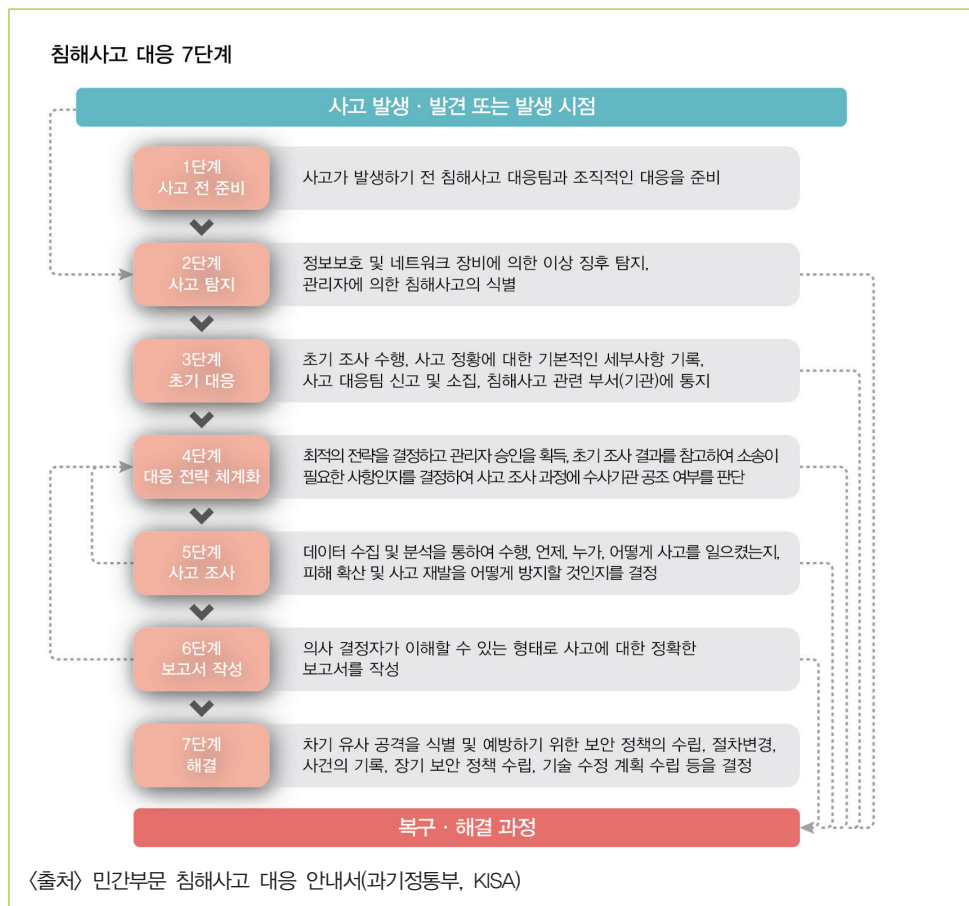 침해사고 대응 7단계
사고 발생 · 발견 또는 발생 시점
1단계
사고 전 준비
사고가 발생하기 전 침해사고 대응팀과 조직적인 대응을 준비
2단계
사고 탐지
정보보호 및 네트워크 장비에 의한 이상 징후 탐지,
관리자에 의한 침해사고의 식별
3단계
초기 대응
초기 조사 수행, 사고 정황에 대한 기본적인 세부사항 기록,
사고 대응팀 신고 및 소집, 침해사고 관련 부서(기관)에 통지
4단계
대응 전략 체계화
최적의 전략을 결정하고 관리자 승인을 획득, 초기 조사 결과를 참고하여 소송이
필요한 사항인지를 결정하여 사고 조사 과정에 수사기관 공조 여부를 판단
5단계
사고 조사
데이터 수집 및 분석을 통하여 수행, 언제, 누가, 어떻게 사고를 일으켰는지,
피해 확산 및 사고 재발을 어떻게 방지할 것인지를 결정
6단계
보고서 작성
의사 결정자가 이해할 수 있는 형태로 사고에 대한 정확한
보고서를 작성
7단계
해결
차기 유사 공격을 식별 및 예방하기 위한 보안 정책의 수립, 절차변경,
사건의 기록, 장기 보안 정책 수립, 기술 수정 계획 수립 등을 결정
복구 · 해결 과정
〈출처〉 민간부문 침해사고 대응 안내서(과기정통부, KISA)